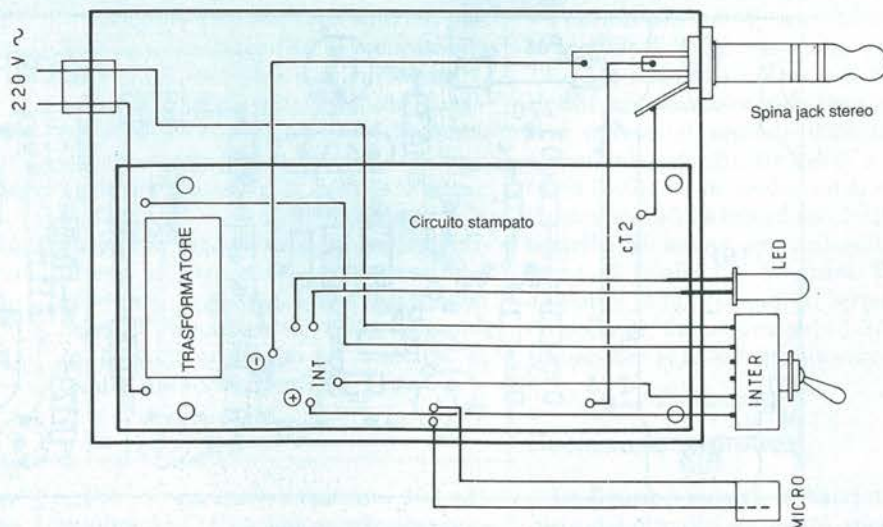 220 V ~
Spina jack stereo
Circuito stampato
TRASFORMATORE
cT2
LED
INT
INTER
⊖
⊕
MICRO